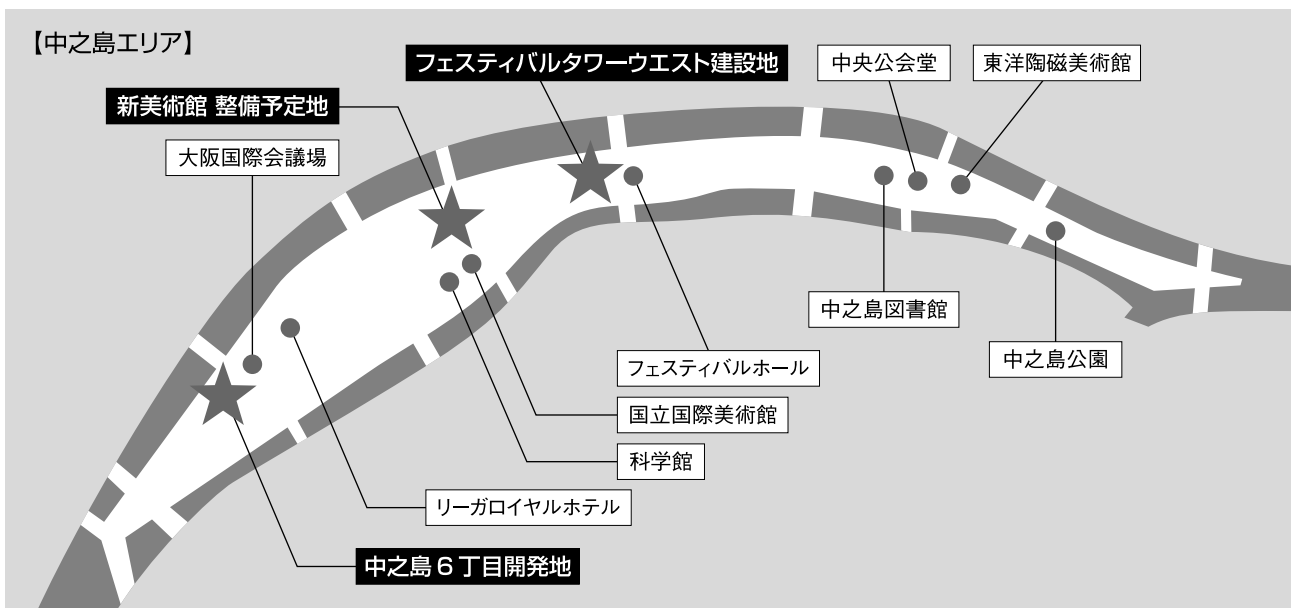 【中之島エリア】
フェスティバルタワーウエスト建設地
中央公会堂
東洋陶磁美術館
新美術館 整備予定地
大阪国際会議場
中之島図書館
中之島公園
フェスティバルホール
国立国際美術館
科学館
リーガロイヤルホテル
中之島6丁目開発地